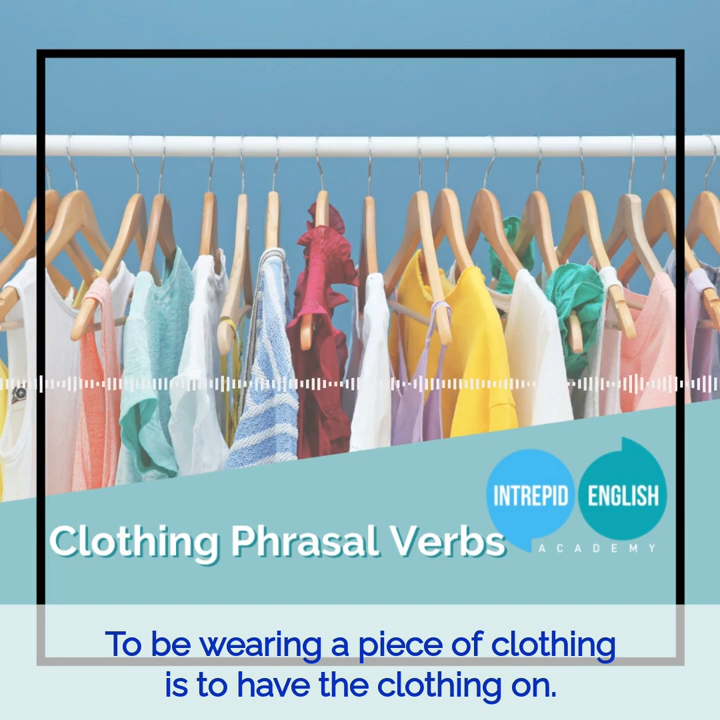 INTREPID ENGLISH
ACADEMY
Clothing Phrasal Verbs
To be wearing a piece of clothing
is to have the clothing on.